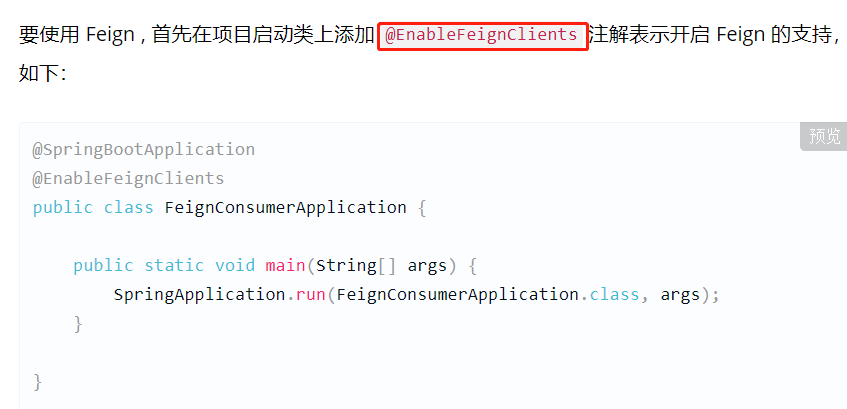 要使用 Feign , 首先在项目启动类上添加 @EnableFeignClients 注解表示开启 Feign 的支持，
如下：
预览
@SpringBootApplication
@EnableFeignClients
public class FeignConsumerApplication {
    public static void main(String[] args) {
        SpringApplication.run(FeignConsumerApplication.class, args);
    }
}